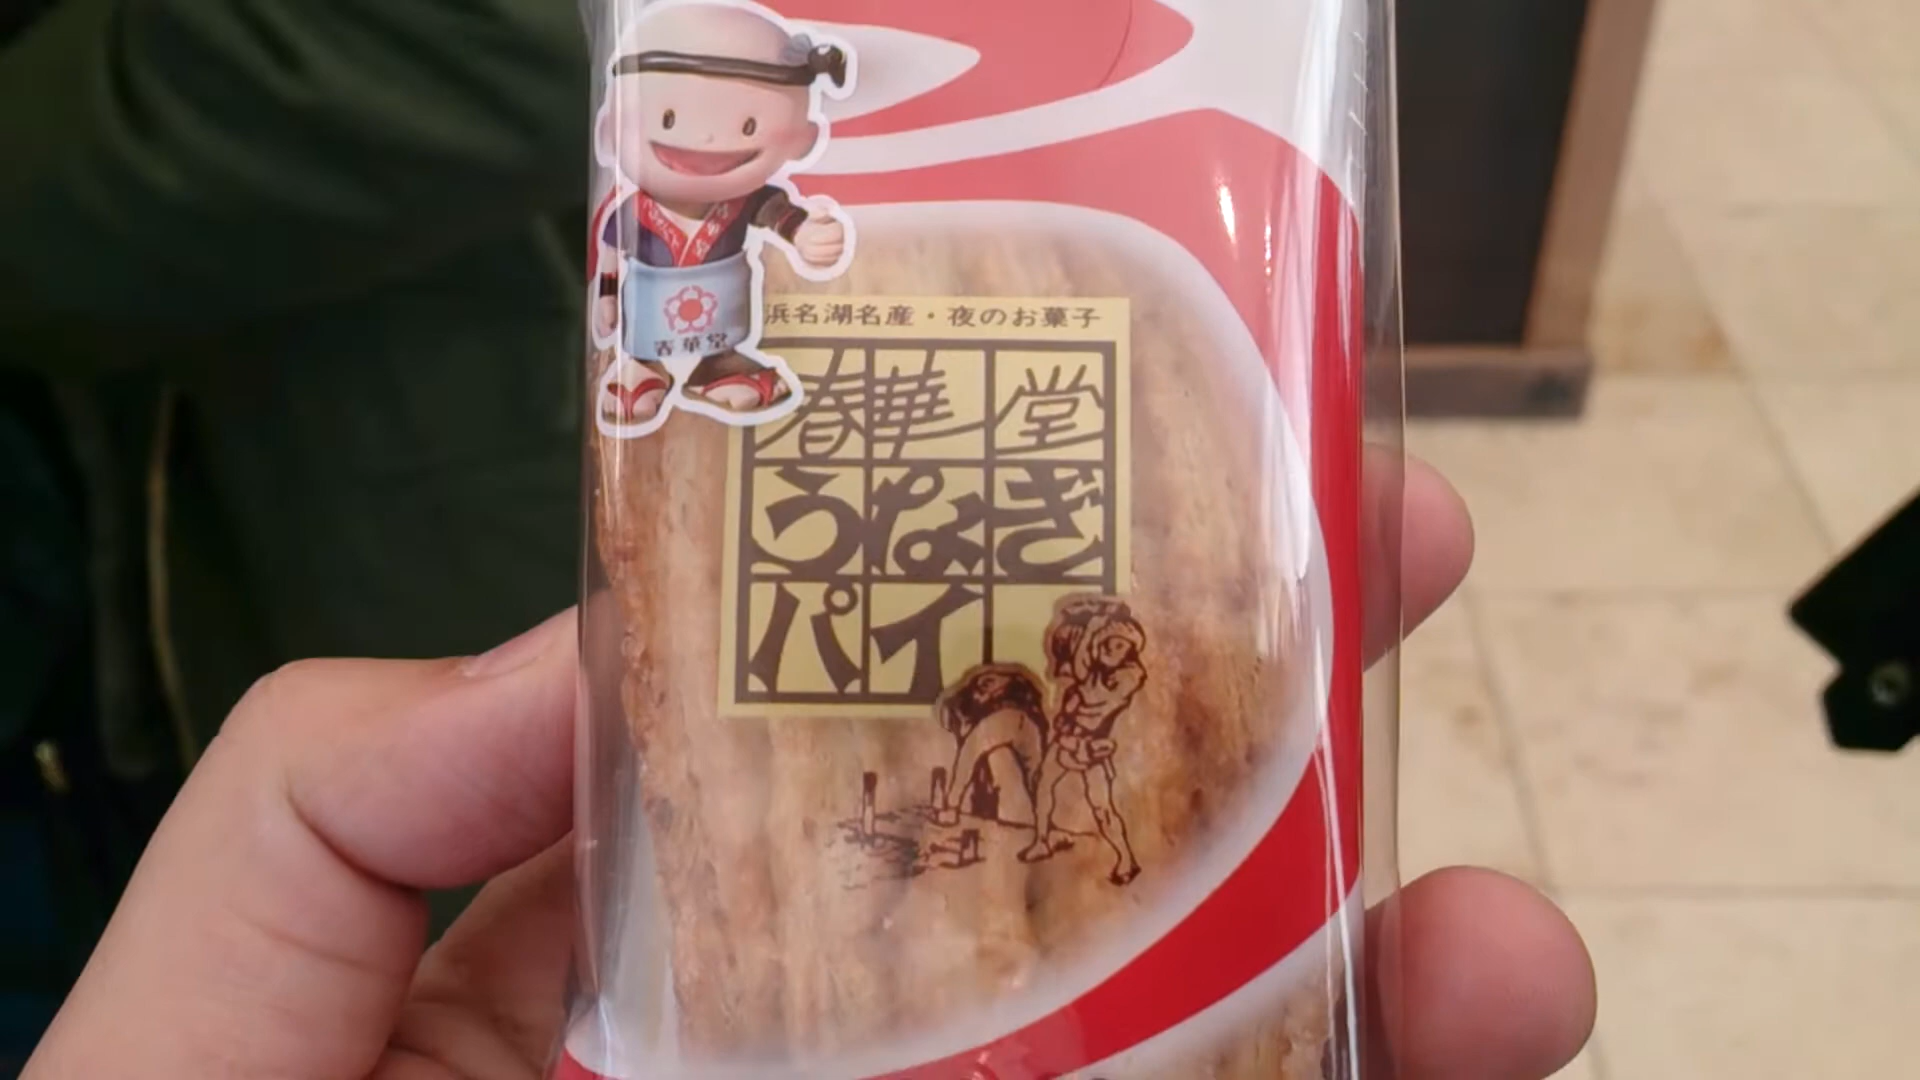 浜名湖名産・夜のお菓子
春華堂
うなぎ
パイ
春華堂